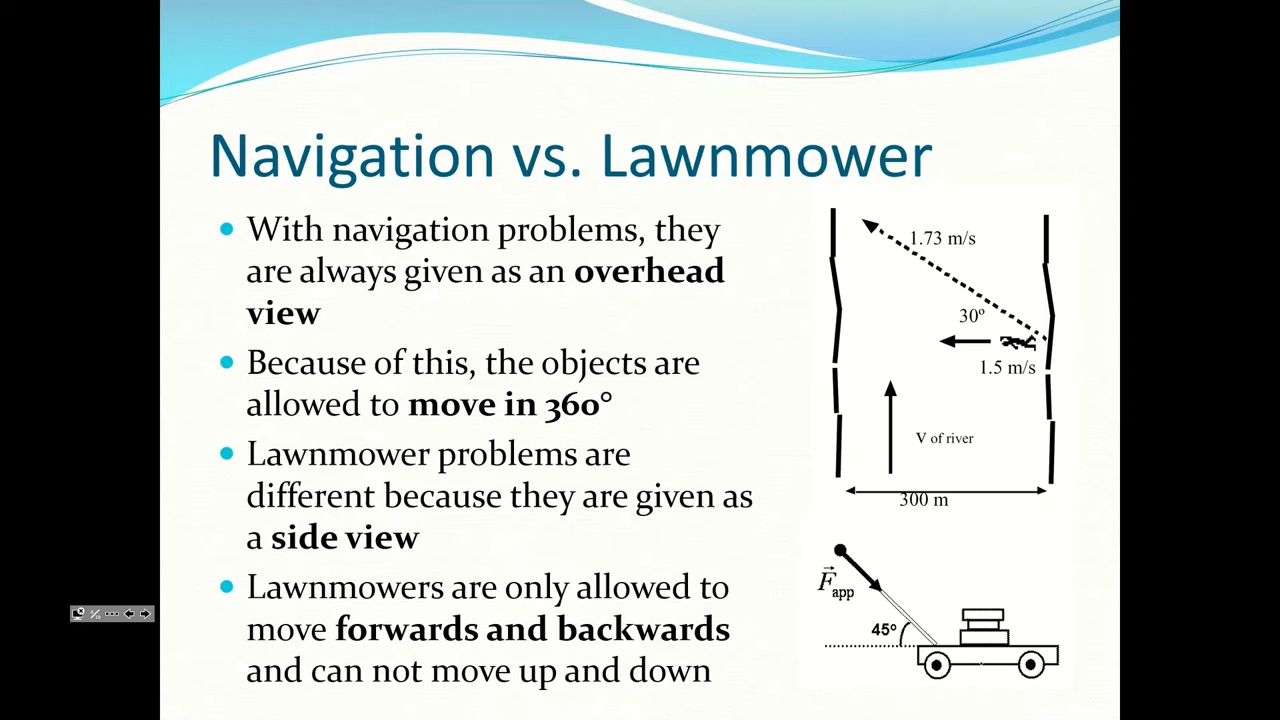 Navigation vs. Lawnmower
With navigation problems, they
are always given as an overhead
view
Because of this, the objects are
allowed to move in 360°
Lawnmower problems are
different because they are given as
a side view
Lawnmowers are only allowed to
move forwards and backwards
and can not move up and down
1.73 m/s
30º
1.5 m/s
V of river
300 m
F⃗app
45º